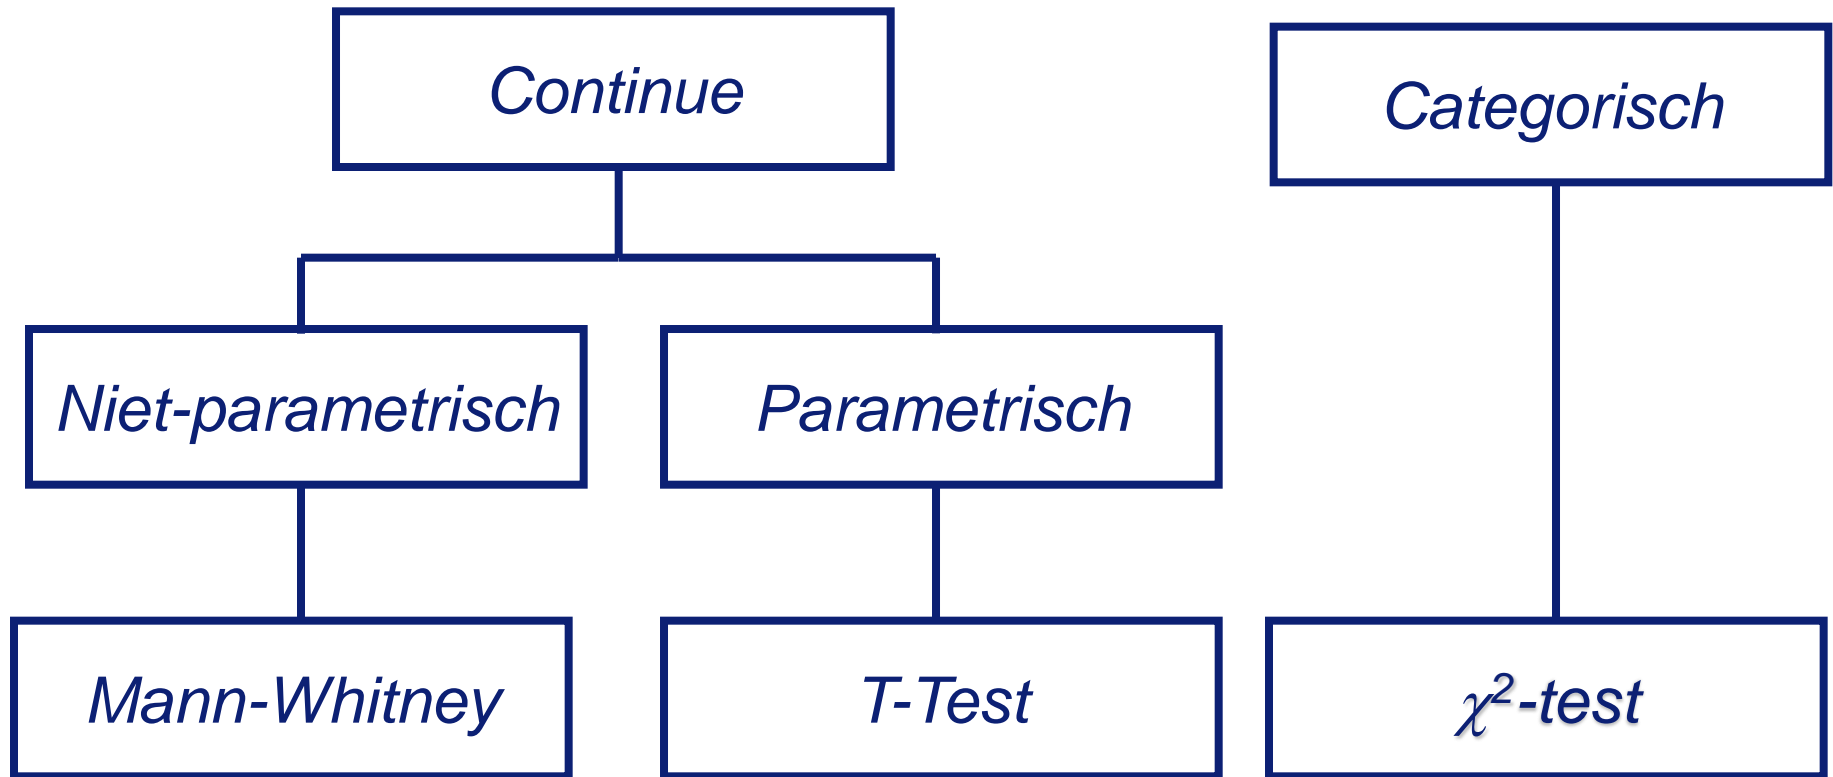 Continue
Categorisch
Niet-parametrisch
Parametrisch
Mann-Whitney
T-Test
χ²-test